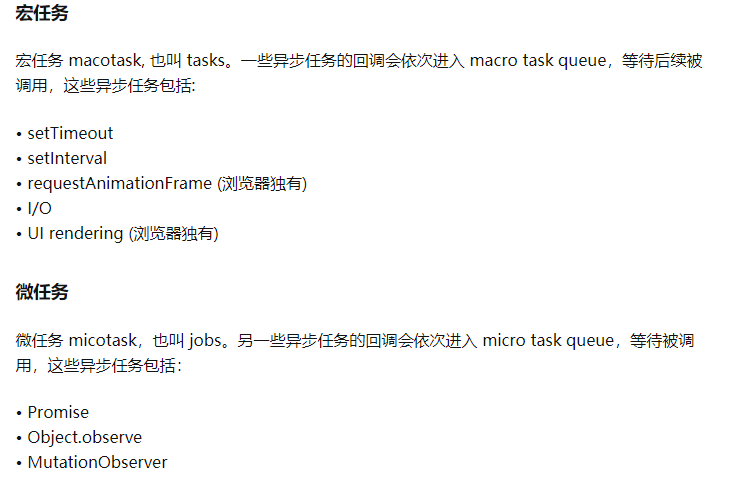 宏任务
宏任务 macotask, 也叫 tasks。一些异步任务的回调会依次进入 macro task queue，等待后续被
调用，这些异步任务包括:
• setTimeout
• setInterval
• requestAnimationFrame (浏览器独有)
• I/O
• UI rendering (浏览器独有)
微任务
微任务 micotask，也叫 jobs。另一些异步任务的回调会依次进入 micro task queue，等待被调
用，这些异步任务包括：
• Promise
• Object.observe
• MutationObserver